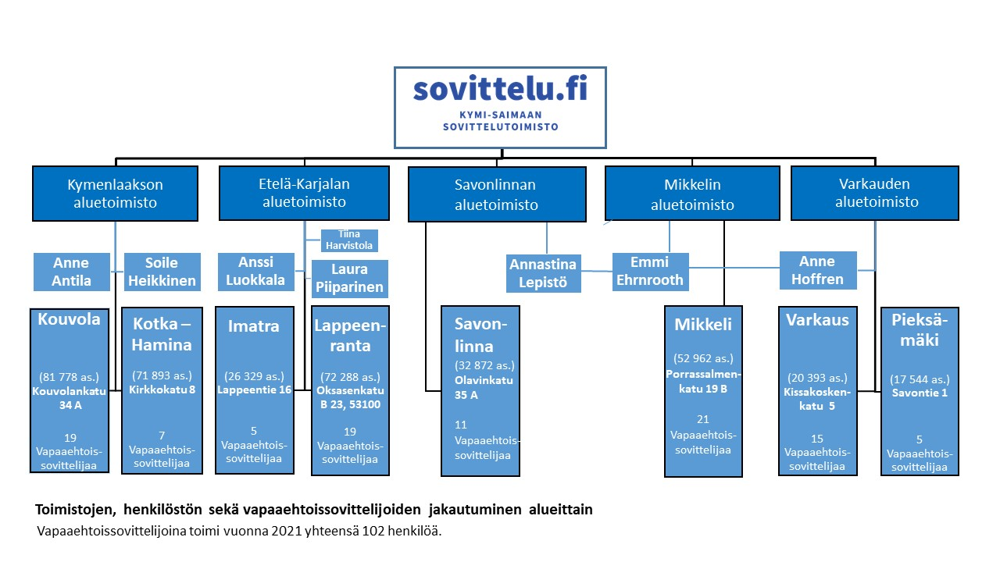 sovittelu.fi
KYMI-SAIMAAN
SOVITTELUTOIMISTO
Kymenlaakson
aluetoimisto
Etelä-Karjalan
aluetoimisto
Savonlinnan
aluetoimisto
Mikkelin
aluetoimisto
Varkauden
aluetoimisto
Anne
Antila
Soile
Heikkinen
Anssi
Luokkala
Tiina
Harvistola
Laura
Piiparinen
Annastina
Lepistö
Emmi
Ehrnrooth
Anne
Hoffren
Kouvola
(81 778 as.)
Kouvolankatu
34 A
19
Vapaaehtois-
sovittelijaa
Kotka –
Hamina
(71 893 as.)
Kirkkokatu 8
7
Vapaaehtois-
sovittelijaa
Imatra
(26 329 as.)
Lappeentie 16
5
Vapaaehtois-
sovittelijaa
Lappeen-
ranta
(72 288 as.)
Oksasenkatu
B 23, 53100
19
Vapaaehtois-
sovittelijaa
Savon-
linna
(32 872 as.)
Olavinkatu
35 A
11
Vapaaehtois-
sovittelijaa
Mikkeli
(52 962 as.)
Porrassalmen-
katu 19 B
21
Vapaaehtois-
sovittelijaa
Varkaus
(20 393 as.)
Kissakosken-
katu 5
15
Vapaaehtois-
sovittelijaa
Pieksä-
mäki
(17 544 as.)
Savontie 1
5
Vapaaehtois-
sovittelijaa
Toimistojen, henkilöstön sekä vapaaehtoissovittelijoiden jakautuminen alueittain
Vapaaehtoissovittelijoina toimi vuonna 2021 yhteensä 102 henkilöä.